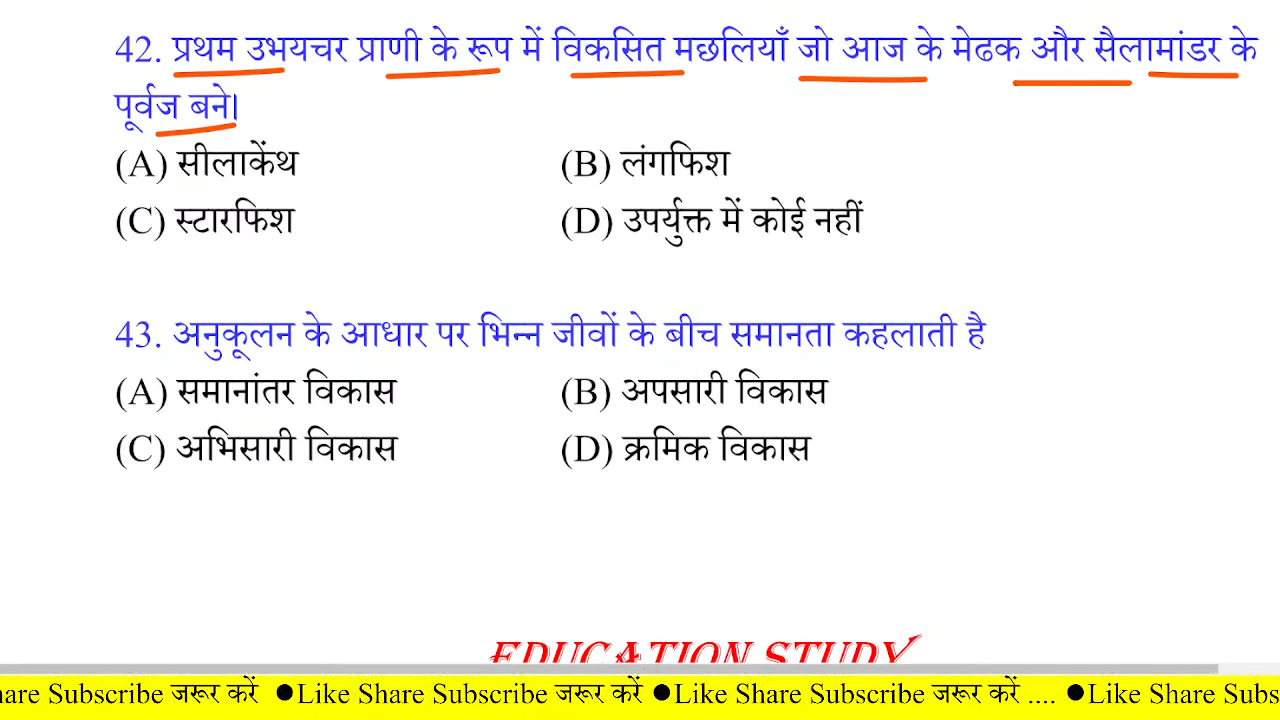 42. प्रथम उभयचर प्राणी के रूप में विकसित मछलियाँ जो आज के मेढक और सैलामांडर के
पूर्वज बने।
(A) सीलाकेंथ (B) लंगफिश
(C) स्टारफिश (D) उपर्युक्त में कोई नहीं
43. अनुकूलन के आधार पर भिन्न जीवों के बीच समानता कहलाती है
(A) समानांतर विकास (B) अपसारी विकास
(C) अभिसारी विकास (D) क्रमिक विकास
EDUCATION STUDY
hare Subscribe जरूर करें ●Like Share Subscribe जरूर करें ●Like Share Subscribe जरूर करें .... ●Like Share Subs